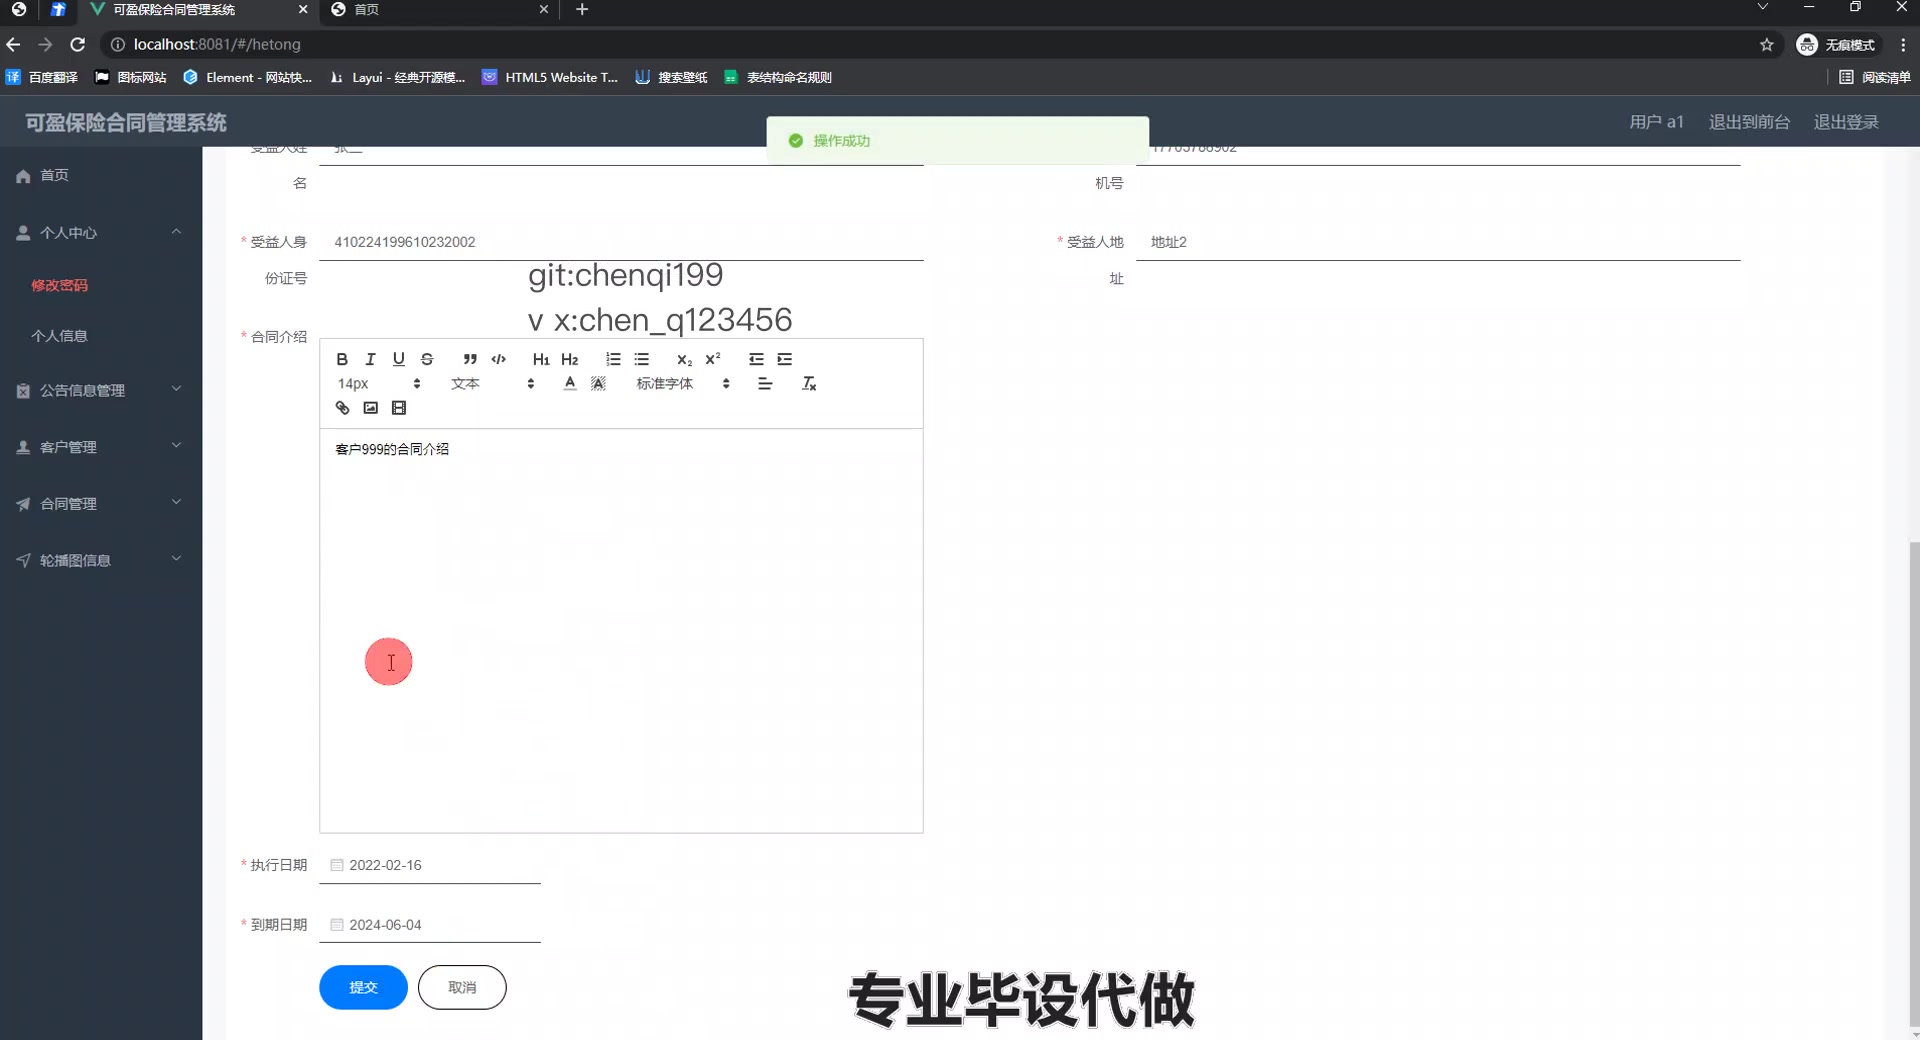 可盈保险合同管理系统
首页
localhost:8081/#/hetong
无痕模式
百度翻译
图标网站
Element - 网站快...
Layui - 经典开源模...
HTML5 Website T...
搜索壁纸
表结构命名规则
阅读清单
可盈保险合同管理系统
操作成功
用户 a1
退出到前台
退出登录
首页
个人中心
修改密码
个人信息
公告信息管理
客户管理
合同管理
轮播图信息
受益人姓
名
张三
机号
17703786902
* 受益人身
份证号
410224199610232002
* 受益人地
址
地址2
git:chenqi199
v x:chen_q123456
* 合同介绍
B I U S H1 H2 X2 X2
14px 文本 A A 标准字体 Tx
客户999的合同介绍
* 执行日期
2022-02-16
* 到期日期
2024-06-04
提交
取消
专业毕设代做